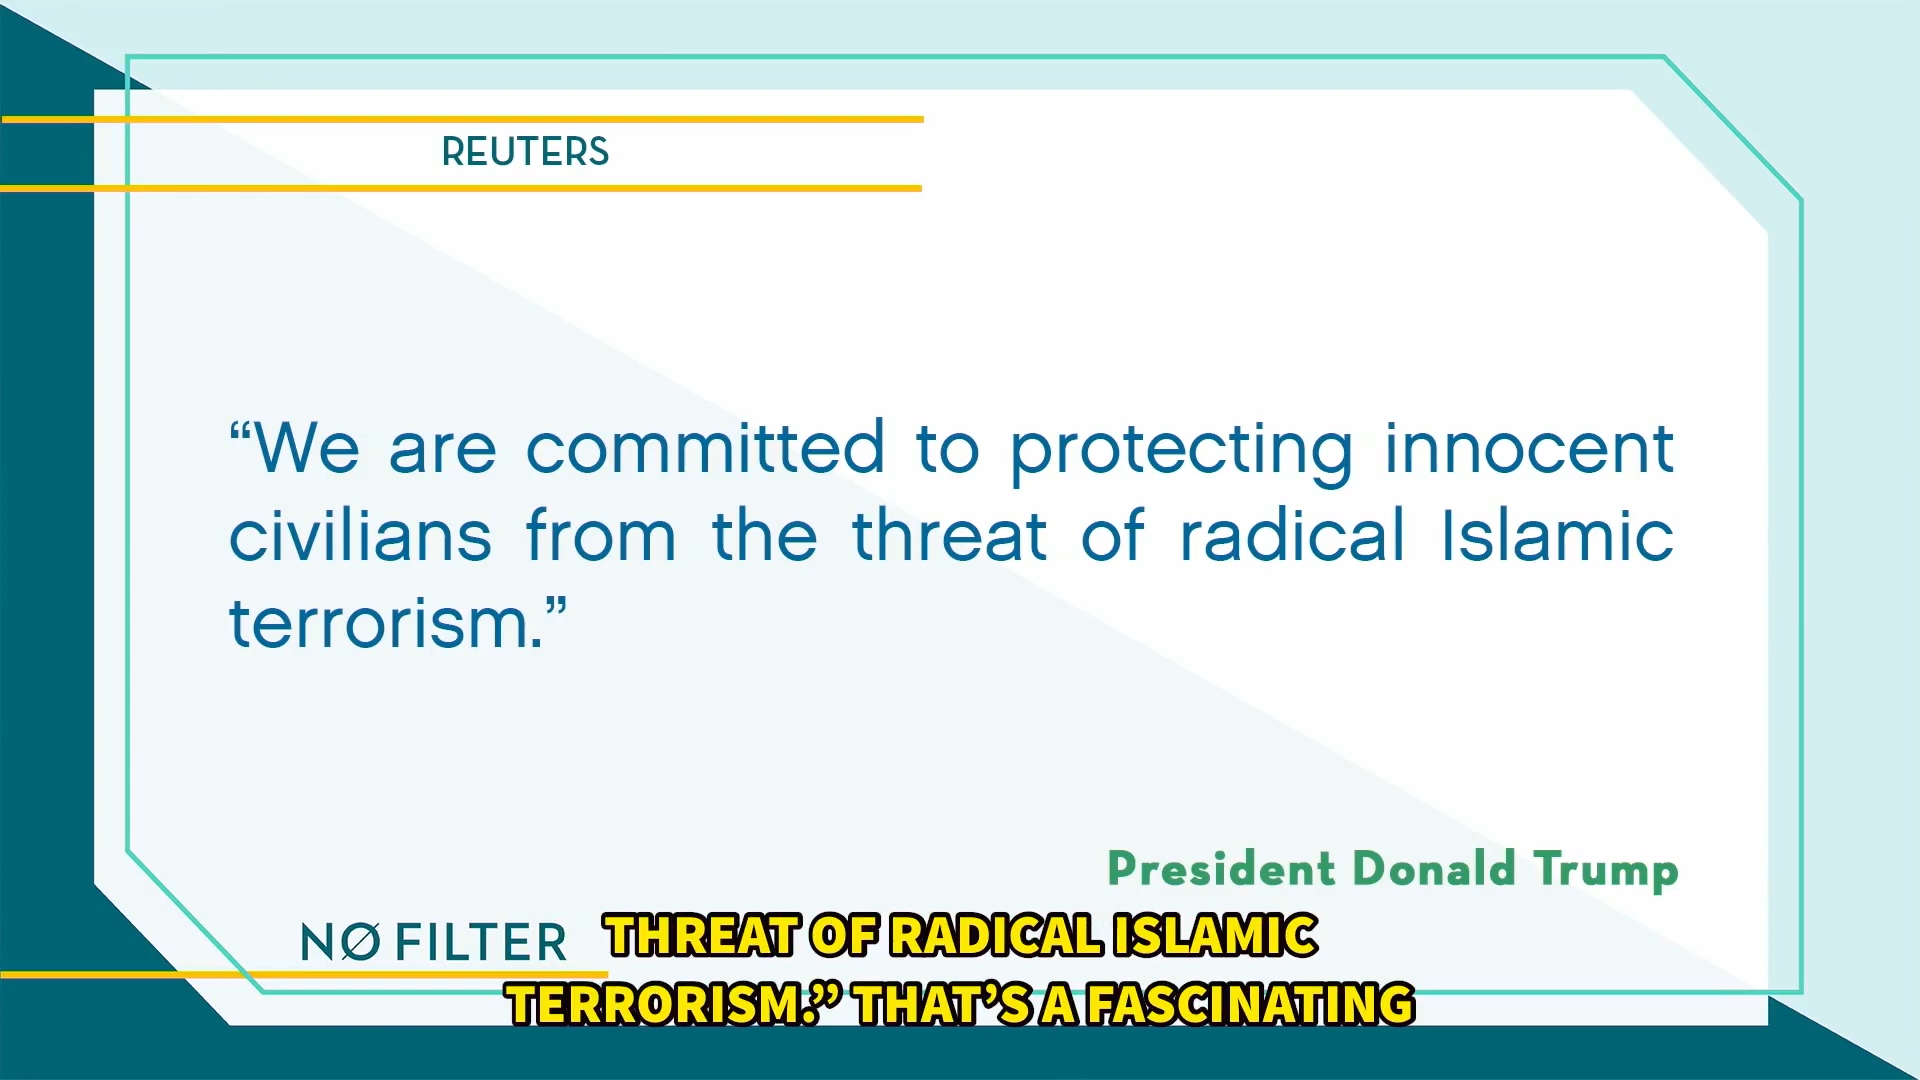 REUTERS
“We are committed to protecting innocent
civilians from the threat of radical Islamic
terrorism.”
President Donald Trump
NØ FILTER
THREAT OF RADICAL ISLAMIC
TERRORISM.” THAT’S A FASCINATING